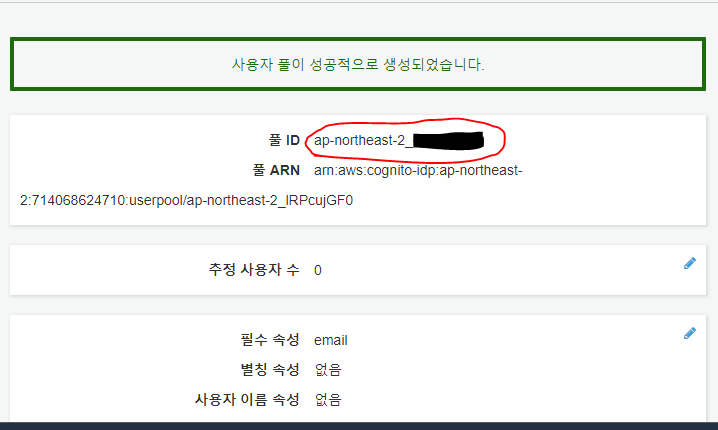 사용자 풀이 성공적으로 생성되었습니다.
풀 ID ap-northeast-2_
풀 ARN arn:aws:cognito-idp:ap-northeast-
2:714068624710:userpool/ap-northeast-2_lRPcujGF0
추정 사용자 수 0
필수 속성 email
별칭 속성 없음
사용자 이름 속성 없음